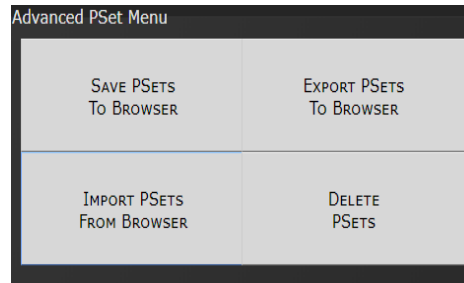 Advanced PSet Menu
Save PSets
To Browser
Export PSets
To Browser
Import PSets
From Browser
Delete
PSets